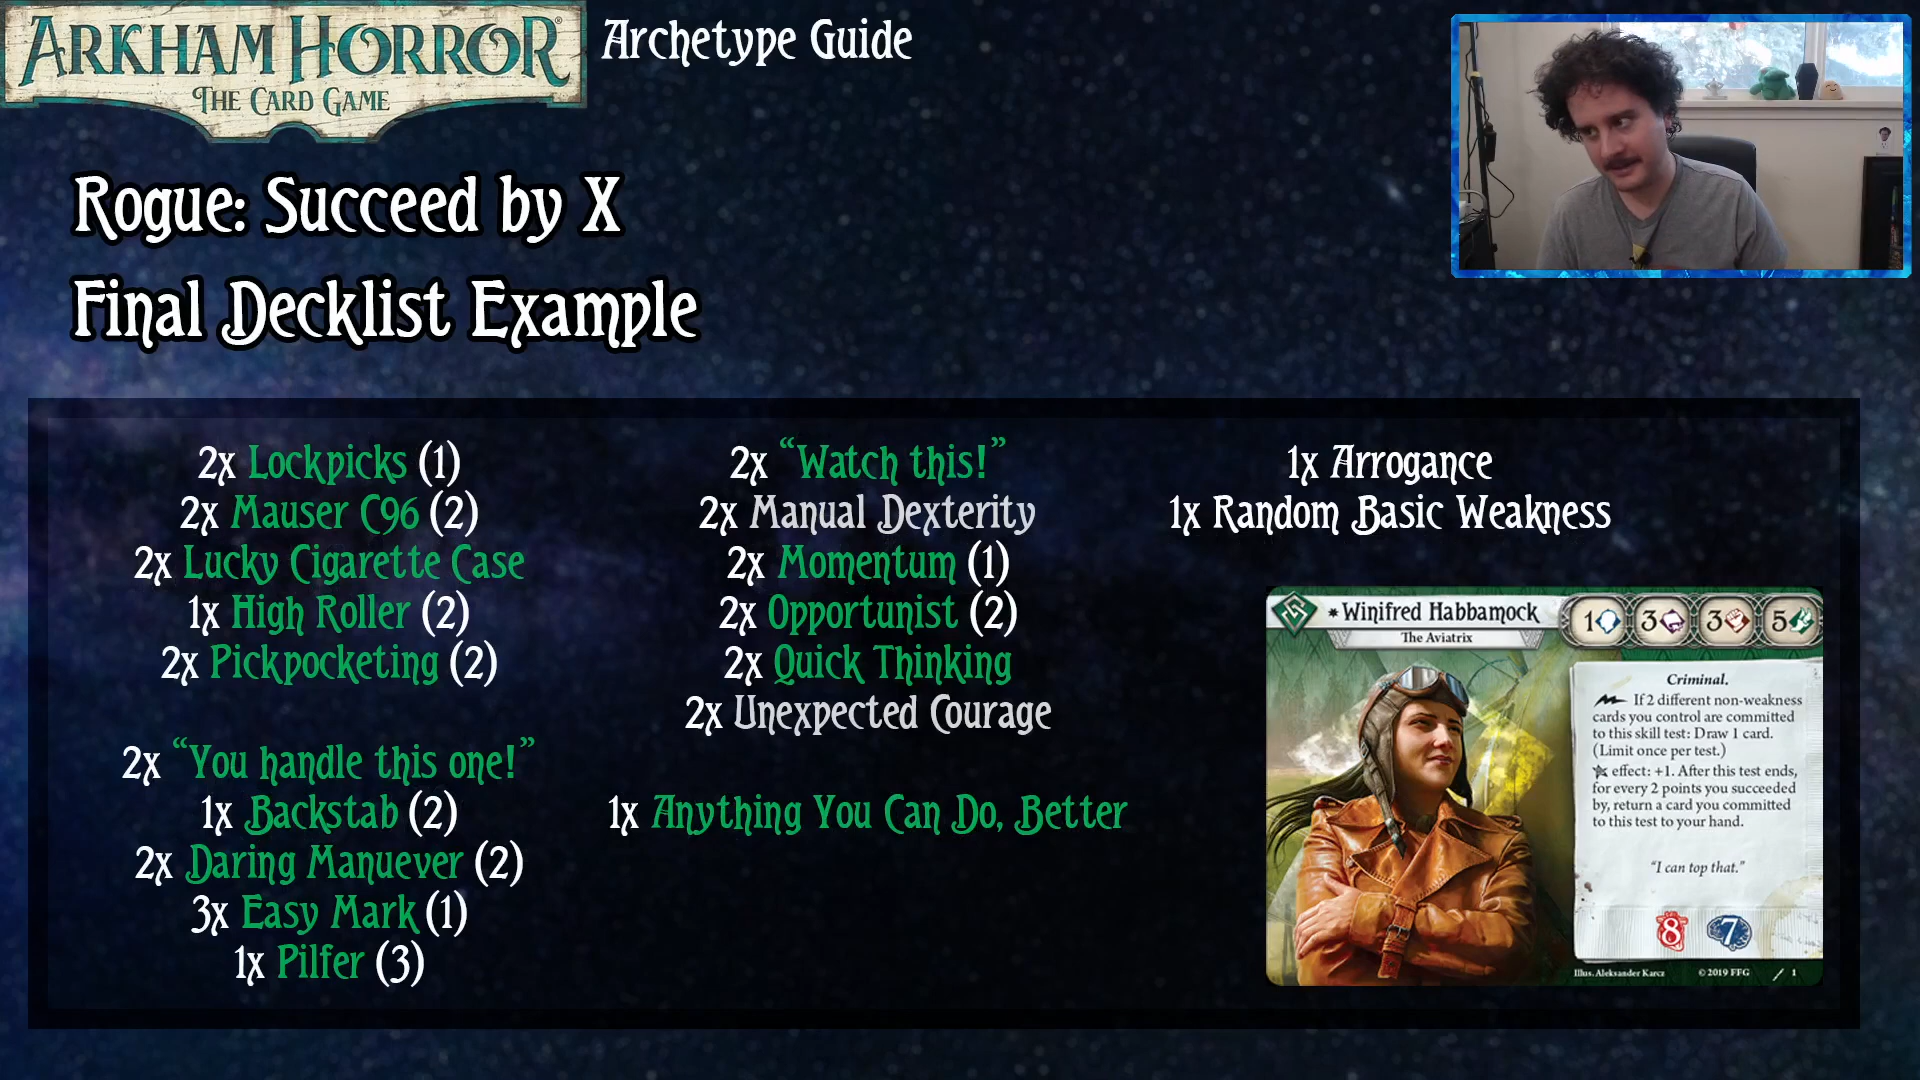 ARKHAM HORROR®
THE CARD GAME
Archetype Guide
Rogue: Succeed by X
Final Decklist Example
2x Lockpicks (1)
2x Mauser C96 (2)
2x Lucky Cigarette Case
1x High Roller (2)
2x Pickpocketing (2)
2x “You handle this one!”
1x Backstab (2)
2x Daring Manuever (2)
3x Easy Mark (1)
1x Pilfer (3)
2x “Watch this!”
2x Manual Dexterity
2x Momentum (1)
2x Opportunist (2)
2x Quick Thinking
2x Unexpected Courage
1x Anything You Can Do, Better
1x Arrogance
1x Random Basic Weakness
Winifred Habbamock
The Aviatrix
1 3 3 5
Criminal.
If 2 different non-weakness
cards you control are committed
to this skill test: Draw 1 card.
(Limit once per test.)
effect: +1. After this test ends,
for every 2 points you succeeded
by, return a card you committed
to this test to your hand.
“I can top that.”
8 7
Illus. Aleksander Karcz © 2019 FFG 1